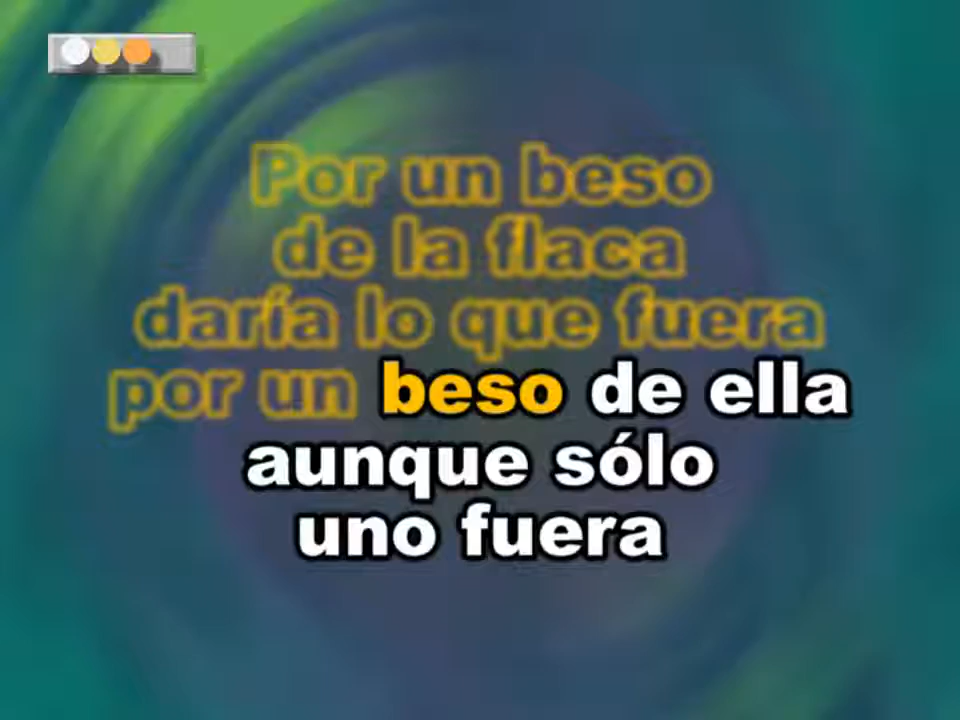 Por un beso
de la flaca
daría lo que fuera
por un beso de ella
aunque sólo
uno fuera